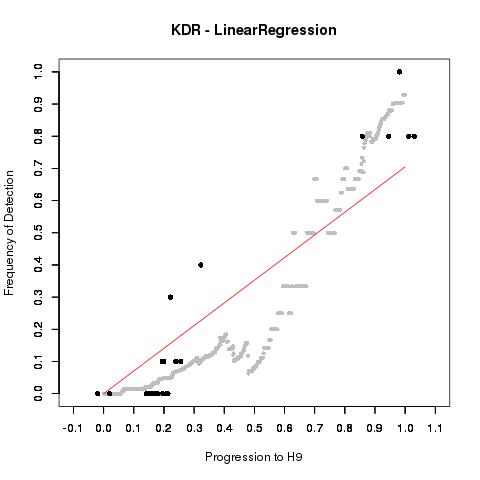 KDR - LinearRegression
Frequency of Detection
1.0
0.9
0.8
0.7
0.6
0.5
0.4
0.3
0.2
0.1
0.0
-0.1 0.0 0.1 0.2 0.3 0.4 0.5 0.6 0.7 0.8 0.9 1.0 1.1
Progression to H9